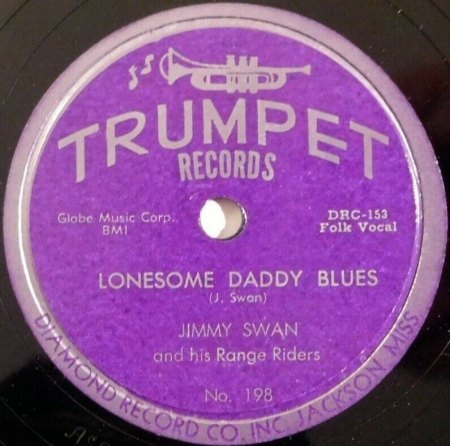 TRUMPET
RECORDS
Globe Music Corp.
BMI
DRC-153
Folk Vocal
LONESOME DADDY BLUES
(J. Swan)
JIMMY SWAN
and his Range Riders
No. 198
DIAMOND RECORD CO. INC. JACKSON MISS.